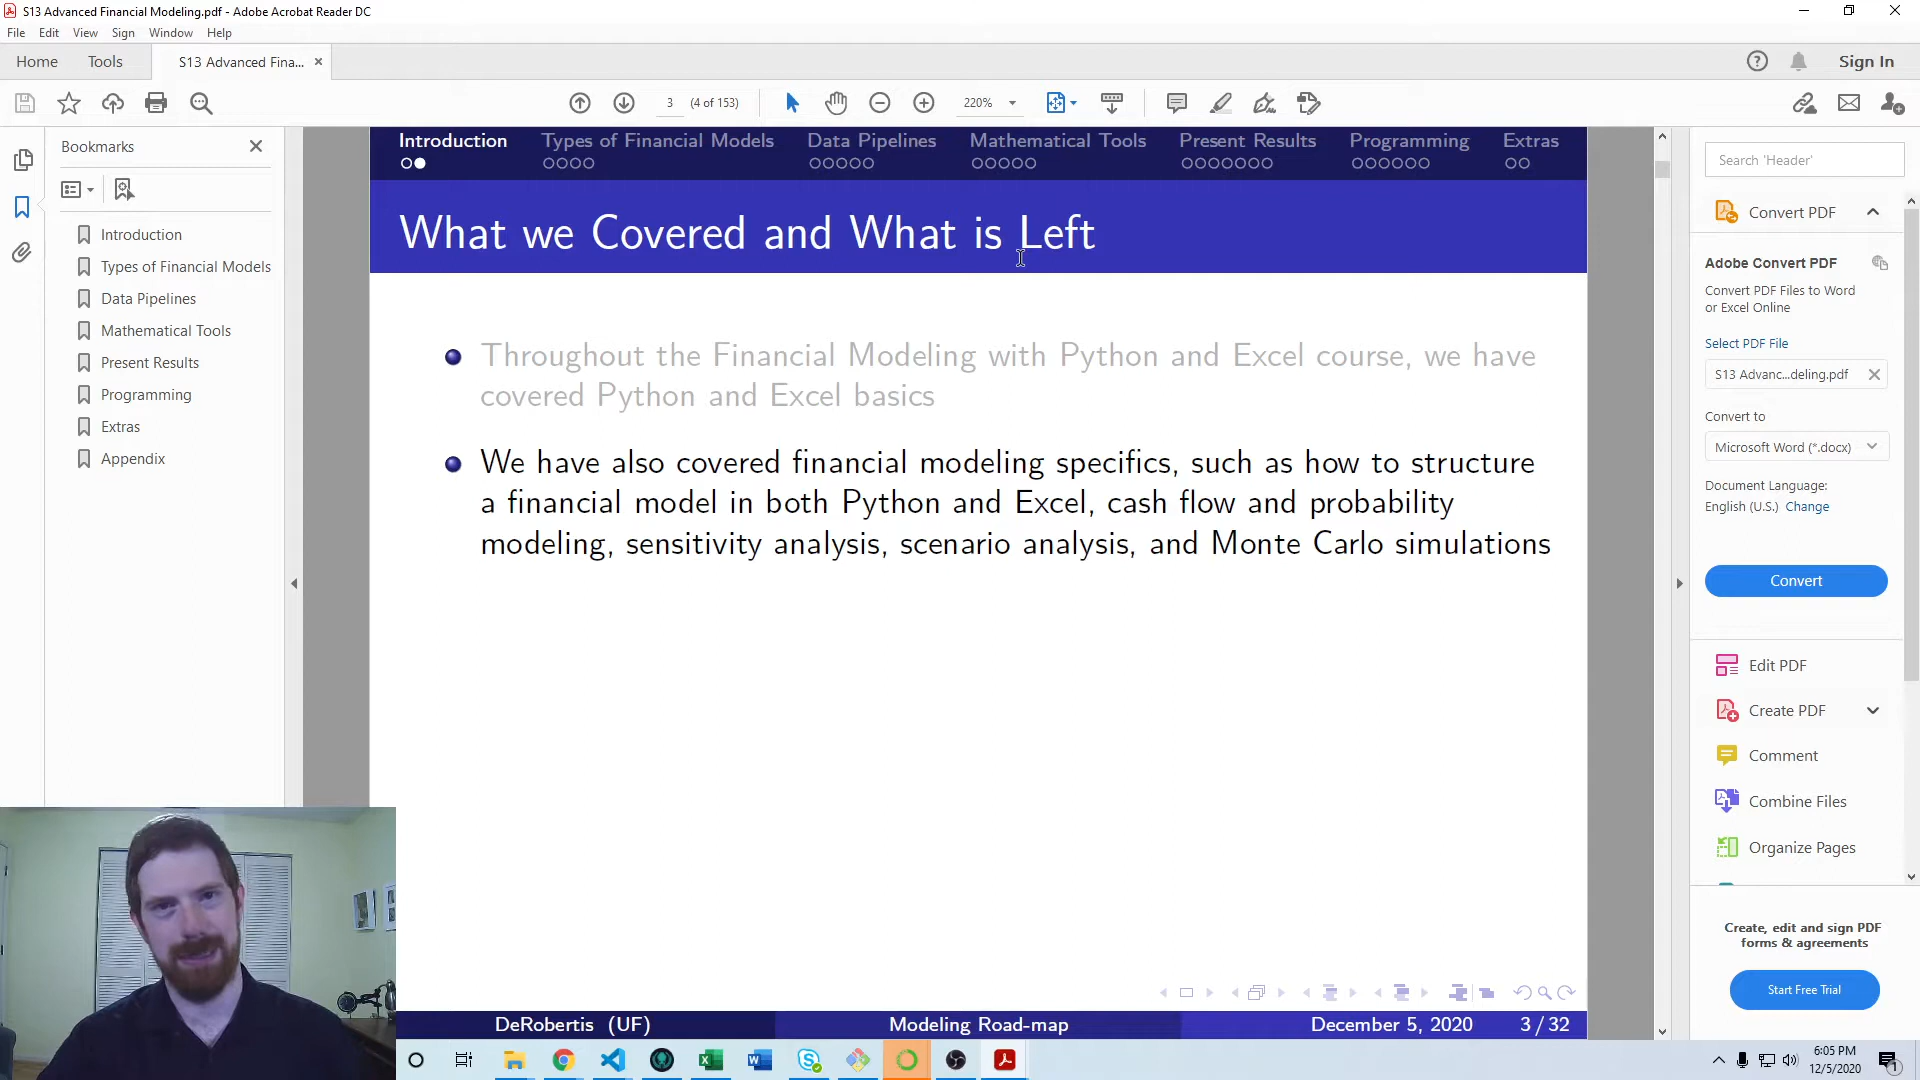 S13 Advanced Financial Modeling.pdf - Adobe Acrobat Reader DC
File Edit View Sign Window Help
Home Tools S13 Advanced Fina... Sign In
3 (4 of 153) 220%
Bookmarks
Introduction
Types of Financial Models
Data Pipelines
Mathematical Tools
Present Results
Programming
Extras
Appendix
Introduction Types of Financial Models Data Pipelines Mathematical Tools Present Results Programming Extras
What we Covered and What is Left
Throughout the Financial Modeling with Python and Excel course, we have
covered Python and Excel basics
We have also covered financial modeling specifics, such as how to structure
a financial model in both Python and Excel, cash flow and probability
modeling, sensitivity analysis, scenario analysis, and Monte Carlo simulations
DeRobertis (UF) Modeling Road-map December 5, 2020 3 / 32
Search 'Header'
Convert PDF
Adobe Convert PDF
Convert PDF Files to Word
or Excel Online
Select PDF File
S13 Advanc...deling.pdf
Convert to
Microsoft Word (*.docx)
Document Language:
English (U.S.) Change
Convert
Edit PDF
Create PDF
Comment
Combine Files
Organize Pages
Create, edit and sign PDF
forms & agreements
Start Free Trial
6:05 PM
12/5/2020
1